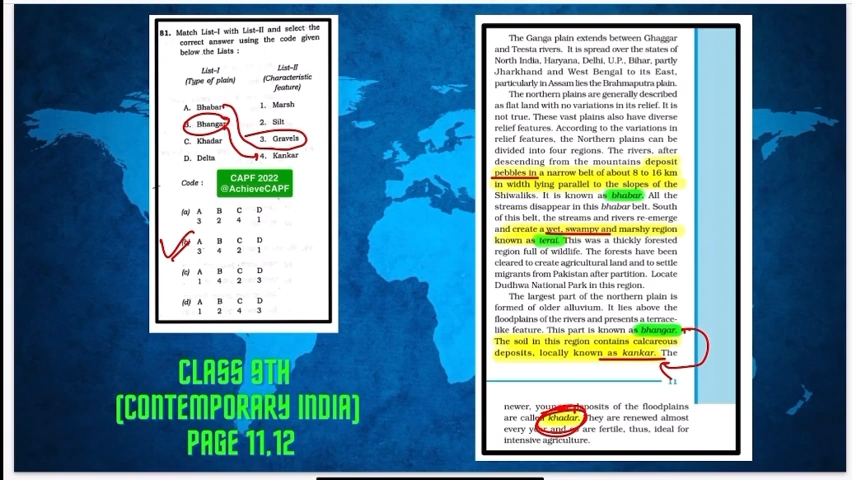 81. Match List-I with List-II and select the
correct answer using the code given
below the Lists :
List-I
(Type of plain)
List-II
(Characteristic
feature)
A. Bhabar
1. Marsh
B. Bhangar
2. Silt
C. Khadar
3. Gravels
D. Delta
4. Kankar
Code :
CAPF 2022
@AchieveCAPF
(a) A B C D
3 2 4 1
(b) A B C D
3 4 2 1
(c) A B C D
1 4 2 3
(d) A B C D
1 2 4 3
CLASS 9TH
(CONTEMPORARY INDIA)
PAGE 11,12
The Ganga plain extends between Ghaggar
and Teesta rivers. It is spread over the states of
North India, Haryana, Delhi, U.P., Bihar, partly
Jharkhand and West Bengal to its East,
particularly in Assam lies the Brahmaputra plain.
The northern plains are generally described
as flat land with no variations in its relief. It is
not true. These vast plains also have diverse
relief features. According to the variations in
relief features, the Northern plains can be
divided into four regions. The rivers, after
descending from the mountains deposit
pebbles in a narrow belt of about 8 to 16 km
in width lying parallel to the slopes of the
Shiwaliks. It is known as bhabar. All the
streams disappear in this bhabar belt. South
of this belt, the streams and rivers re-emerge
and create a wet, swampy and marshy region
known as terai. This was a thickly forested
region full of wildlife. The forests have been
cleared to create agricultural land and to settle
migrants from Pakistan after partition. Locate
Dudhwa National Park in this region.
The largest part of the northern plain is
formed of older alluvium. It lies above the
floodplains of the rivers and presents a terrace-
like feature. This part is known as bhangar.
The soil in this region contains calcareous
deposits, locally known as kankar. The
11
newer, younger deposits of the floodplains
are called khadar. They are renewed almost
every year and so are fertile, thus, ideal for
intensive agriculture.